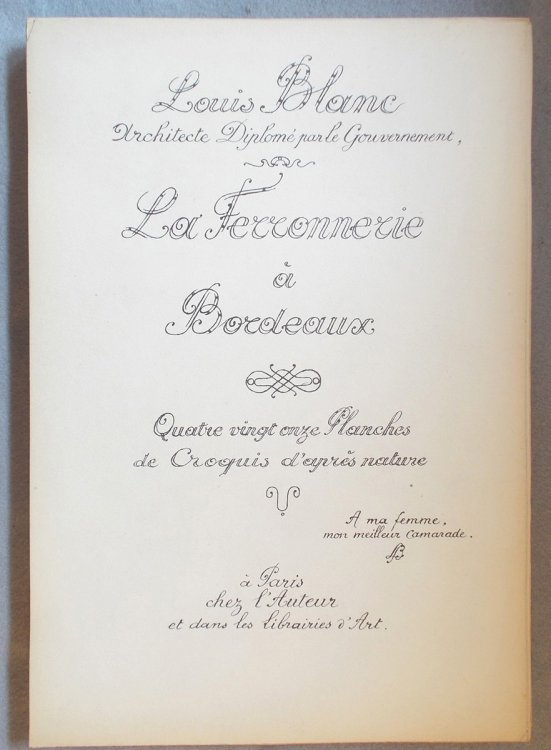 Louis Blanc
Architecte Diplomé par le Gouvernement,
La Ferronnerie
à
Bordeaux
Quatre vingt onze Planches
de Croquis d'après nature
A ma femme.
mon meilleur camarade.
LB
à Paris
chez l'Auteur
et dans les librairies d'Art.